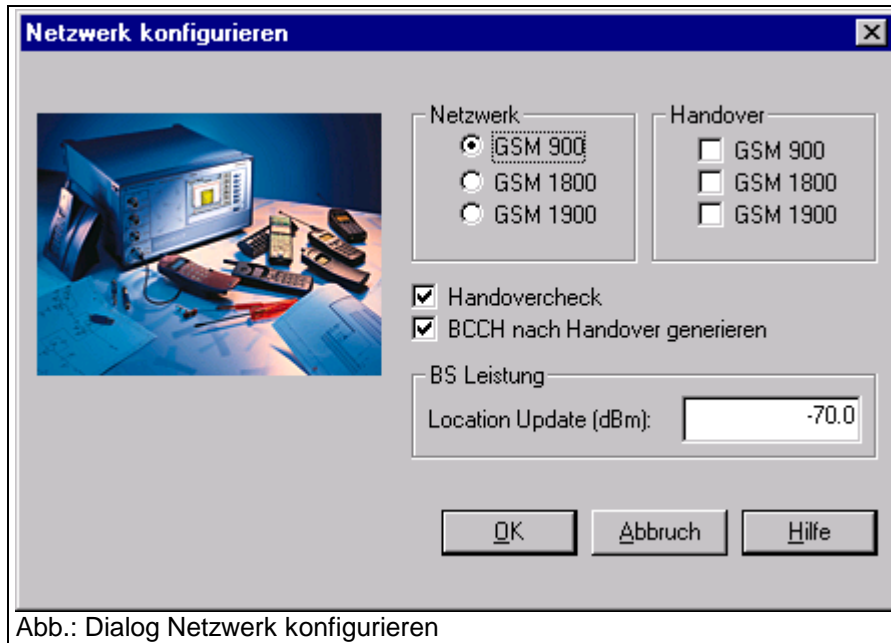 Netzwerk konfigurieren
Netzwerk
GSM 900
GSM 1800
GSM 1900
Handover
GSM 900
GSM 1800
GSM 1900
Handovercheck
BCCH nach Handover generieren
BS Leistung
Location Update (dBm): -70.0
OK Abbruch Hilfe
Abb.: Dialog Netzwerk konfigurieren